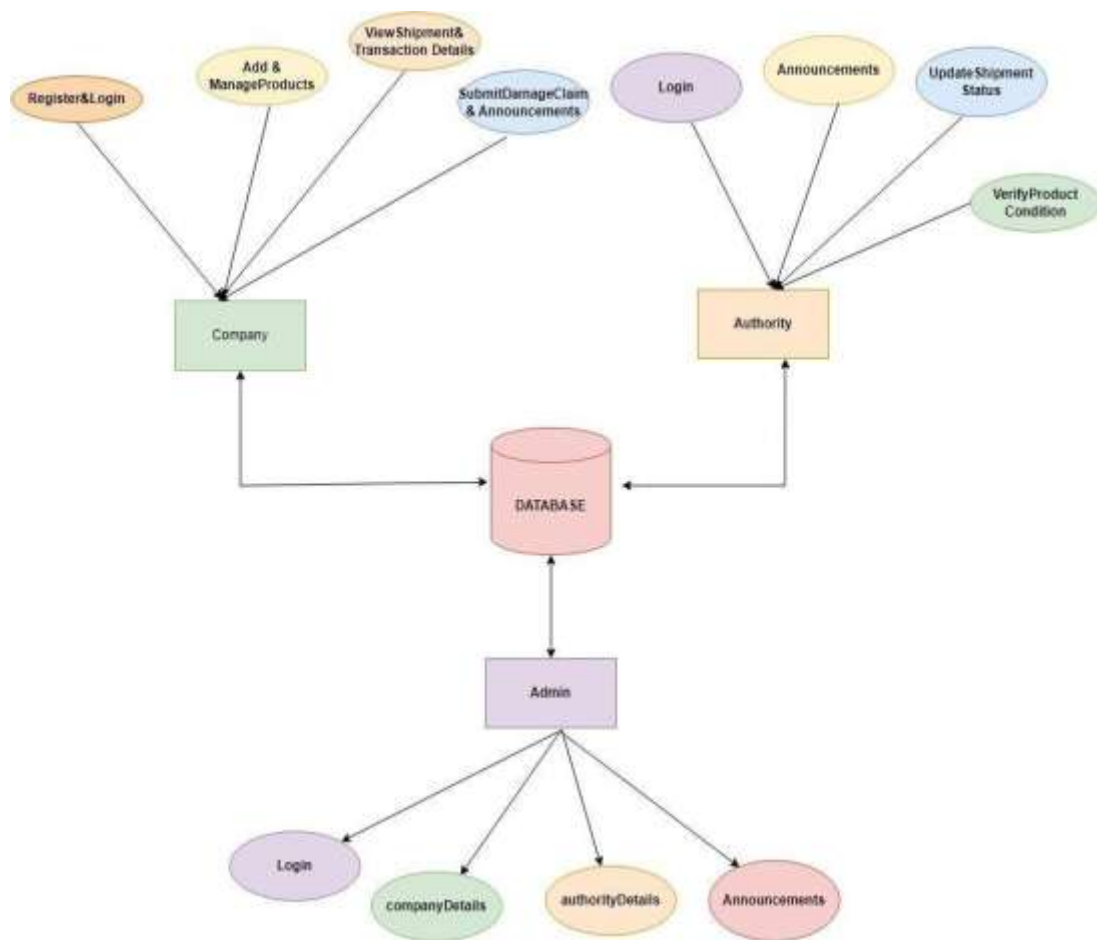 ViewShipment&
Transaction Details
Add &
ManageProducts
Register&Login
SubmitDamageClaim
& Announcements
Login
Announcements
UpdateShipment
Status
VerifyProduct
Condition
Company
Authority
DATABASE
Admin
Login
companyDetails
authorityDetails
Announcements